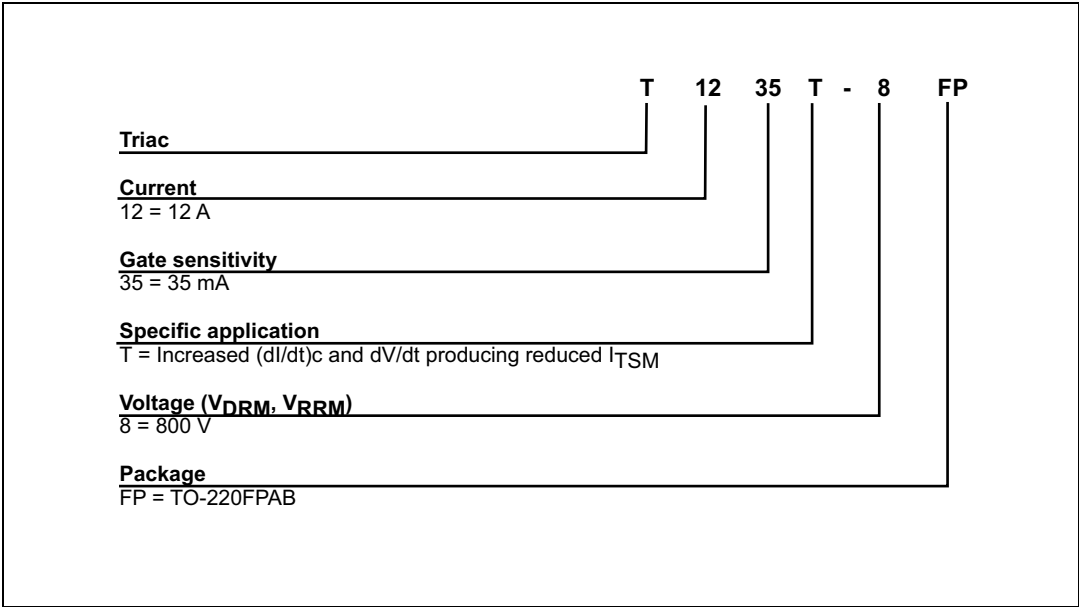 T 12 35 T - 8 FP
Triac
Current
12 = 12 A
Gate sensitivity
35 = 35 mA
Specific application
T = Increased (dI/dt)c and dV/dt producing reduced ITSM
Voltage (VDRM, VRRM)
8 = 800 V
Package
FP = TO-220FPAB